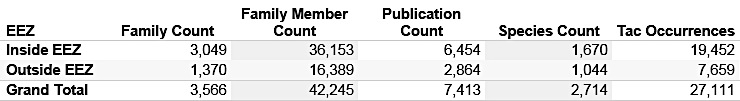 EEZ Family Count Family Member Count Publication Count Species Count Tac Occurrences
Inside EEZ 3,049 36,153 6,454 1,670 19,452
Outside EEZ 1,370 16,389 2,864 1,044 7,659
Grand Total 3,566 42,245 7,413 2,714 27,111